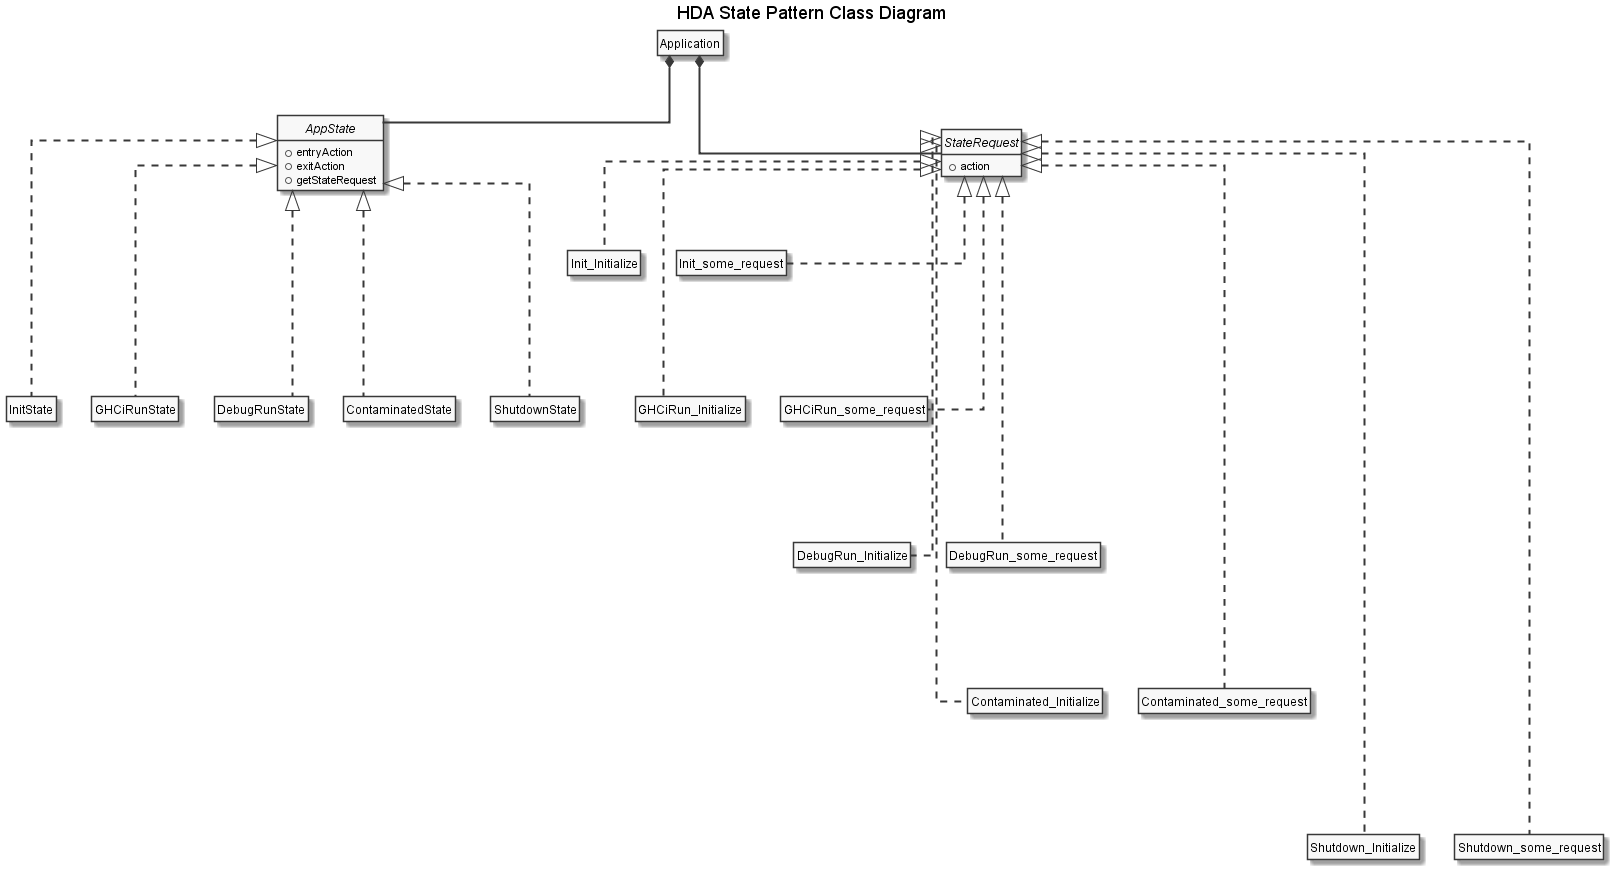 HDA State Pattern Class Diagram
Application
AppState
entryAction
exitAction
getStateRequest
StateRequest
action
Init_Initialize
Init_some_request
InitState
GHCiRunState
DebugRunState
ContaminatedState
ShutdownState
GHCiRun_Initialize
GHCiRun_some_request
DebugRun_Initialize
DebugRun_some_request
Contaminated_Initialize
Contaminated_some_request
Shutdown_Initialize
Shutdown_some_request